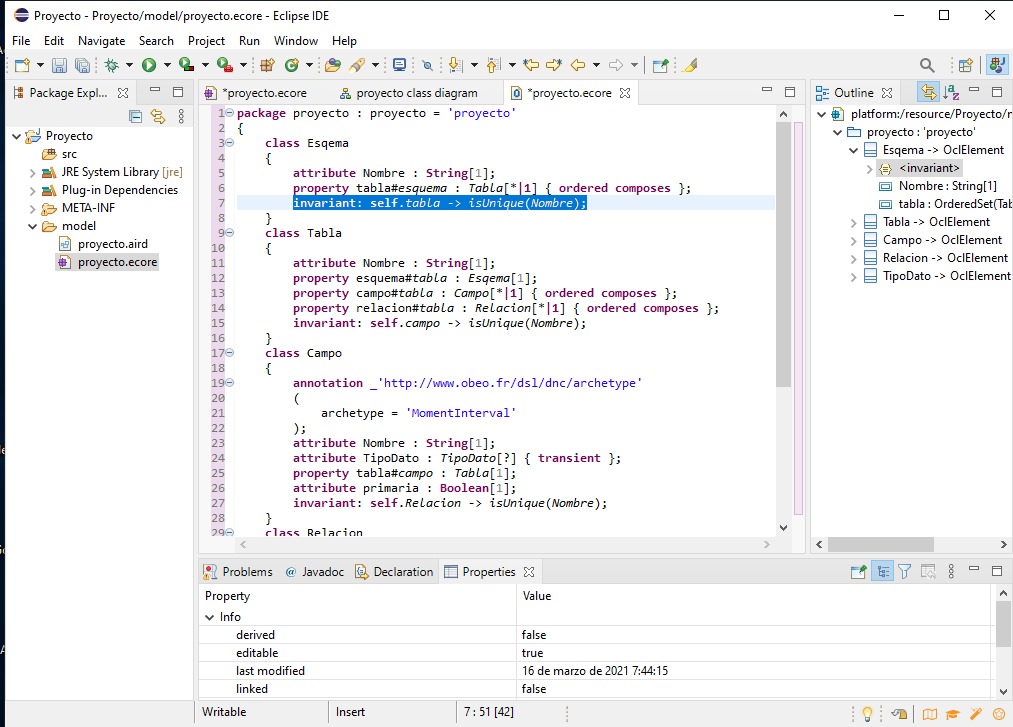 Proyecto - Proyecto/model/proyecto.ecore - Eclipse IDE
File Edit Navigate Search Project Run Window Help
Package Expl...
Proyecto
src
JRE System Library [jre]
Plug-in Dependencies
META-INF
model
proyecto.aird
proyecto.ecore
*proyecto.ecore
proyecto class diagram
*proyecto.ecore
1 package proyecto : proyecto = 'proyecto'
2 {
3 class Esqema
4 {
5 attribute Nombre : String[1];
6 property tabla#esquema : Tabla[*|1] { ordered composes };
7 invariant: self.tabla -> isUnique(Nombre);
8 }
9 class Tabla
10 {
11 attribute Nombre : String[1];
12 property esquema#tabla : Esqema[1];
13 property campo#tabla : Campo[*|1] { ordered composes };
14 property relacion#tabla : Relacion[*|1] { ordered composes };
15 invariant: self.campo -> isUnique(Nombre);
16 }
17 class Campo
18 {
19 annotation _'http://www.obeo.fr/dsl/dnc/archetype'
20 (
21 archetype = 'MomentInterval'
22 );
23 attribute Nombre : String[1];
24 attribute TipoDato : TipoDato[?] { transient };
25 property tabla#campo : Tabla[1];
26 attribute primaria : Boolean[1];
27 invariant: self.Relacion -> isUnique(Nombre);
28 }
29 class Relacion
Outline
platform:/resource/Proyecto/
proyecto : 'proyecto'
Esqema -> OclElement
<invariant>
Nombre : String[1]
tabla : OrderedSet(Tab
Tabla -> OclElement
Campo -> OclElement
Relacion -> OclElement
TipoDato -> OclElement
Problems @ Javadoc Declaration Properties
Property Value
Info
derived false
editable true
last modified 16 de marzo de 2021 7:44:15
linked false
Writable Insert 7 : 51 [42]